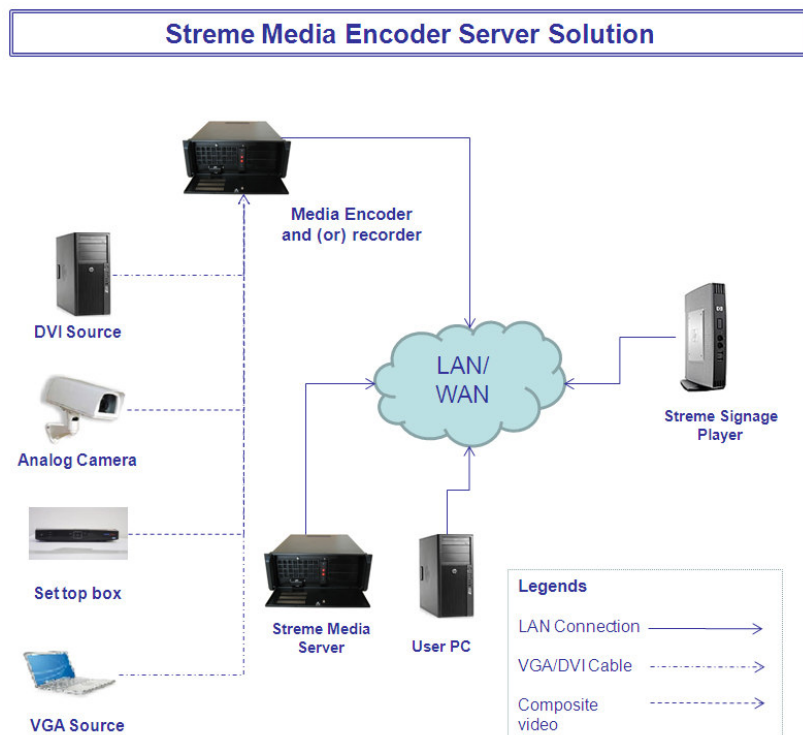 Streme Media Encoder Server Solution
Media Encoder
and (or) recorder
DVI Source
LAN/
WAN
Streme Signage
Player
Analog Camera
Set top box
Streme Media
Server
User PC
VGA Source
Legends
LAN Connection
VGA/DVI Cable
Composite
video